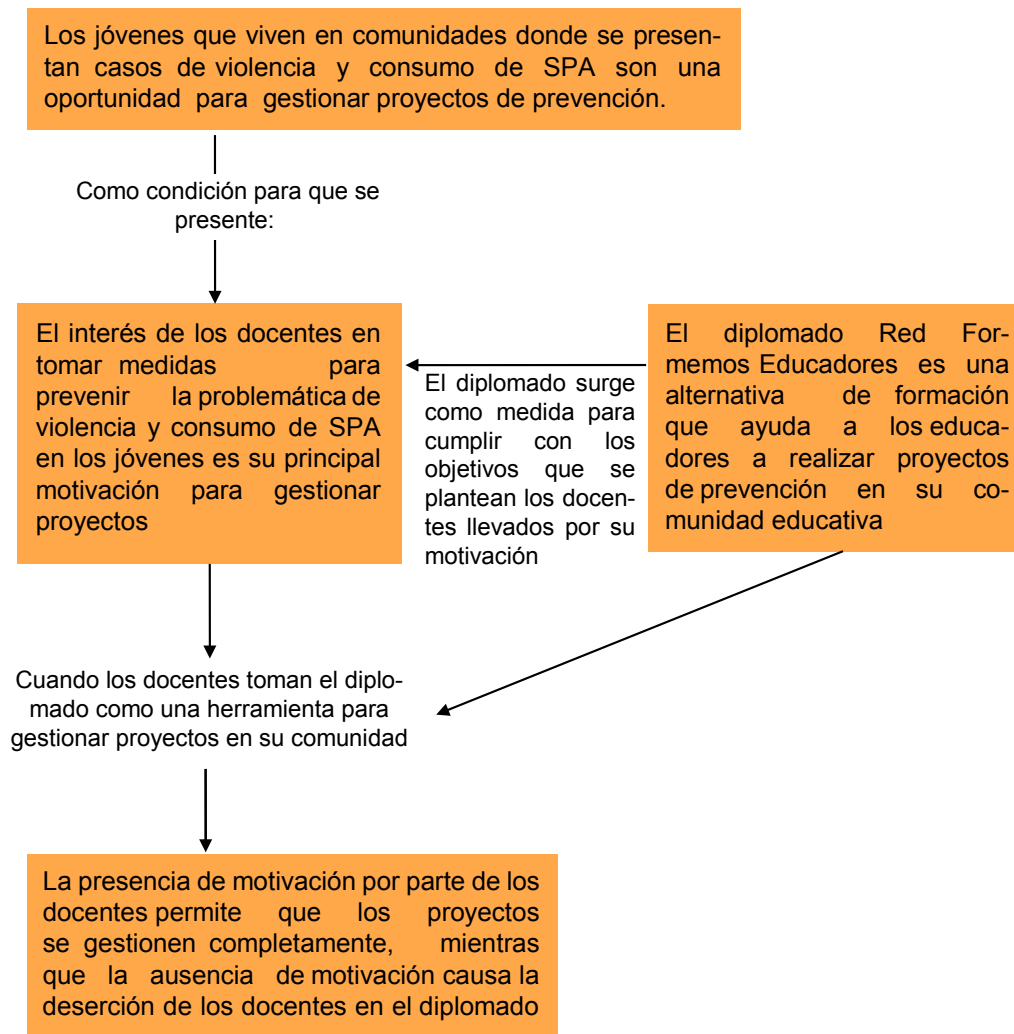 Los jóvenes que viven en comunidades donde se presen-
tan casos de violencia y consumo de SPA son una
oportunidad para gestionar proyectos de prevención.
Como condición para que se
presente:
El interés de los docentes en
tomar medidas para
prevenir la problemática de
violencia y consumo de SPA
en los jóvenes es su principal
motivación para gestionar
proyectos
El diplomado surge
como medida para
cumplir con los
objetivos que se
plantean los docen-
tes llevados por su
motivación
El diplomado Red For-
memos Educadores es una
alternativa de formación
que ayuda a los educa-
dores a realizar proyectos
de prevención en su co-
munidad educativa
Cuando los docentes toman el diplo-
mado como una herramienta para
gestionar proyectos en su comunidad
La presencia de motivación por parte de los
docentes permite que los proyectos
se gestionen completamente, mientras
que la ausencia de motivación causa la
deserción de los docentes en el diplomado